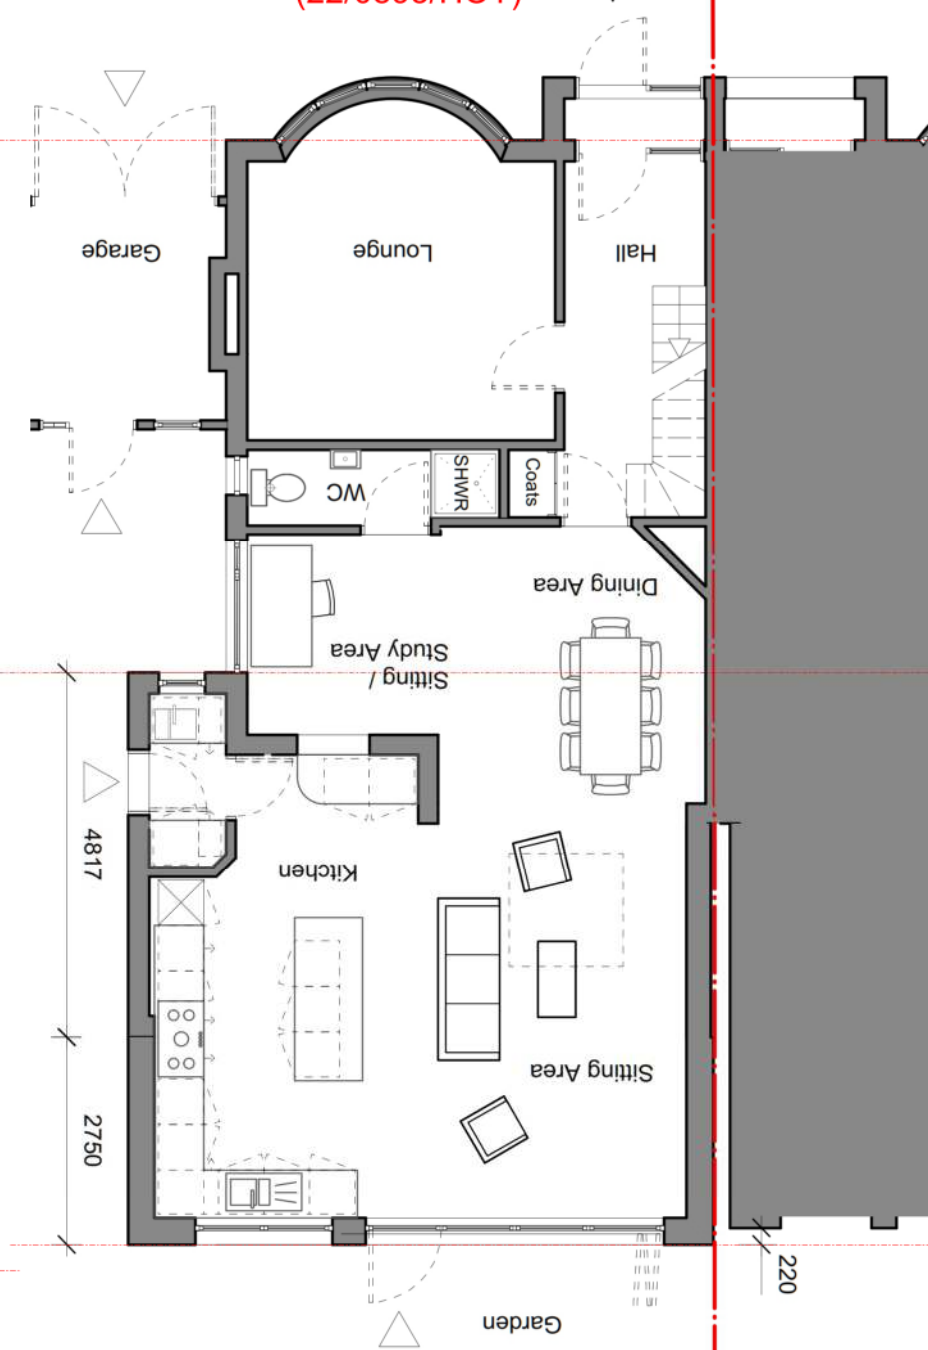 Garage
Lounge
Hall
WC
SHWR
Coats
Dining Area
Sitting /
Study Area
4817
Kitchen
Sitting Area
2750
220
Garden